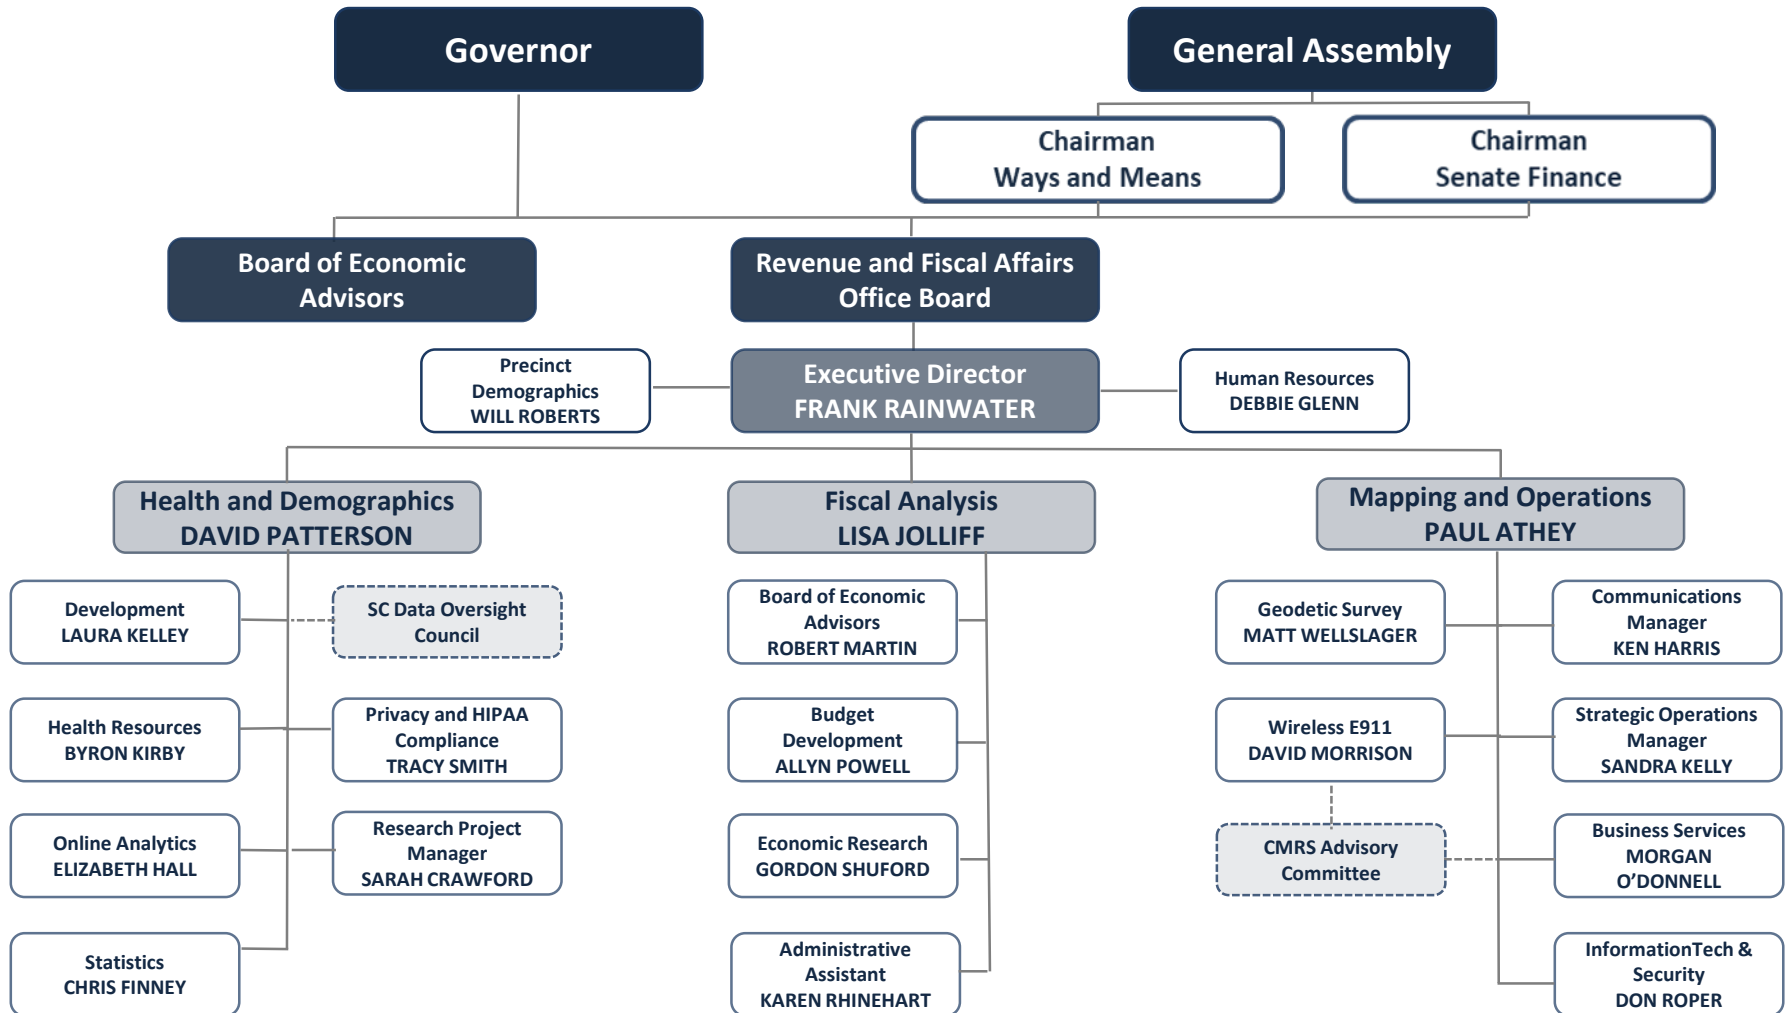 Governor
General Assembly
Chairman
Ways and Means
Chairman
Senate Finance
Board of Economic
Advisors
Revenue and Fiscal Affairs
Office Board
Precinct
Demographics
WILL ROBERTS
Executive Director
FRANK RAINWATER
Human Resources
DEBBIE GLENN
Health and Demographics
DAVID PATTERSON
Fiscal Analysis
LISA JOLLIFF
Mapping and Operations
PAUL ATHEY
Development
LAURA KELLEY
SC Data Oversight
Council
Board of Economic
Advisors
ROBERT MARTIN
Geodetic Survey
MATT WELLSLAGER
Communications
Manager
KEN HARRIS
Health Resources
BYRON KIRBY
Privacy and HIPAA
Compliance
TRACY SMITH
Budget
Development
ALLYN POWELL
Wireless E911
DAVID MORRISON
Strategic Operations
Manager
SANDRA KELLY
Online Analytics
ELIZABETH HALL
Research Project
Manager
SARAH CRAWFORD
Economic Research
GORDON SHUFORD
CMRS Advisory
Committee
Business Services
MORGAN
O’DONNELL
Statistics
CHRIS FINNEY
Administrative
Assistant
KAREN RHINEHART
InformationTech &
Security
DON ROPER